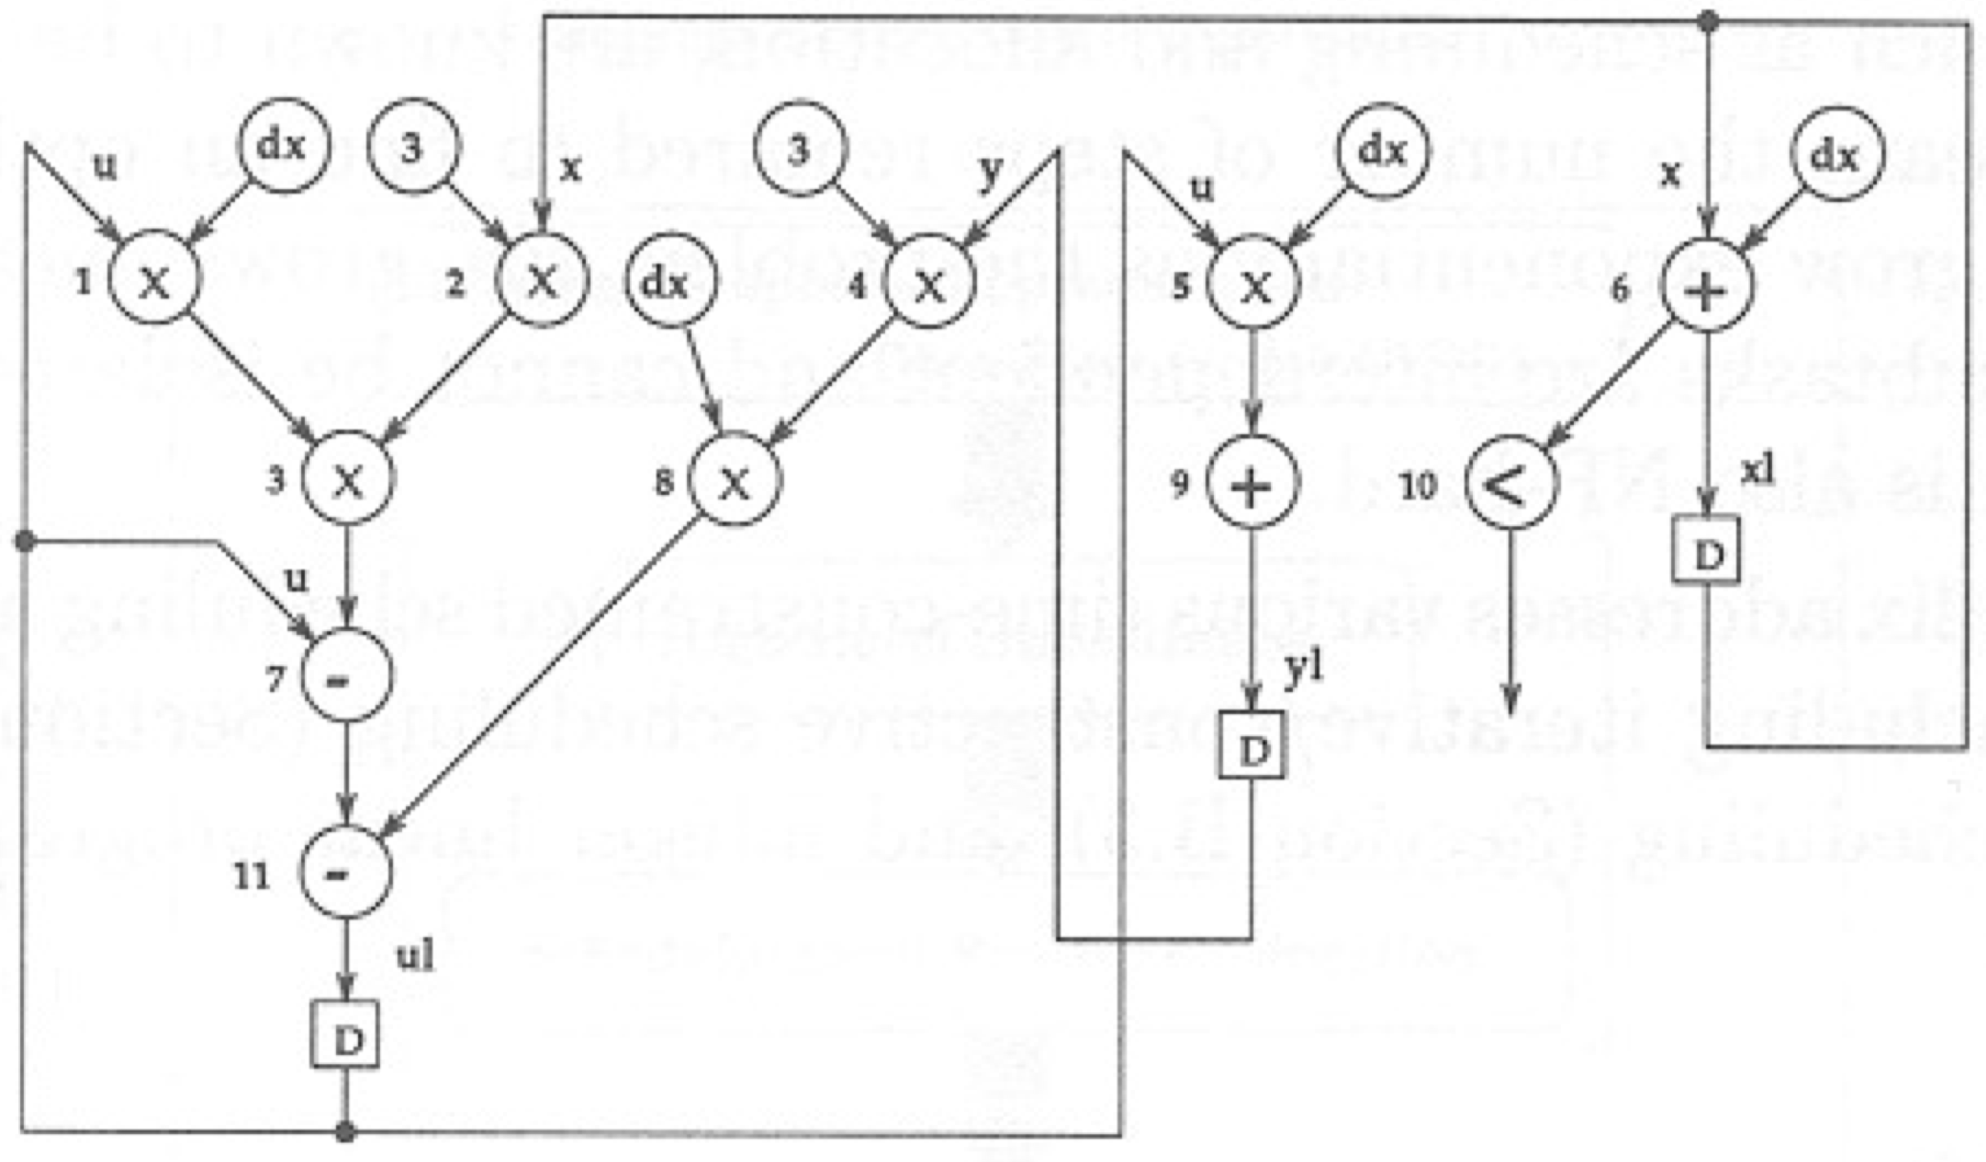 u dx 3 x 3 y u dx x dx
1 X 2 X dx 4 X 5 X 6 +
3 X 8 X 9 + 10 < xl
D
u
7 - yl
D
11 -
ul
D